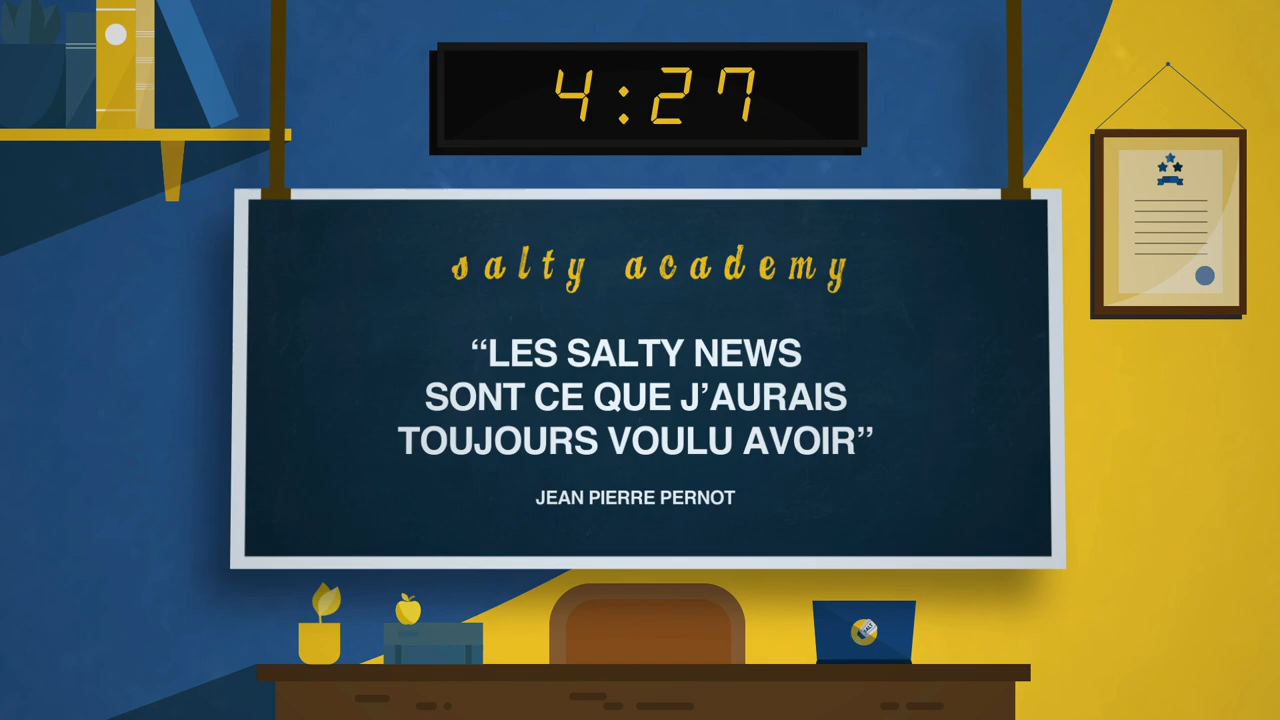 4:27
salty academy
“LES SALTY NEWS
SONT CE QUE J’AURAIS
TOUJOURS VOULU AVOIR”
JEAN PIERRE PERNOT